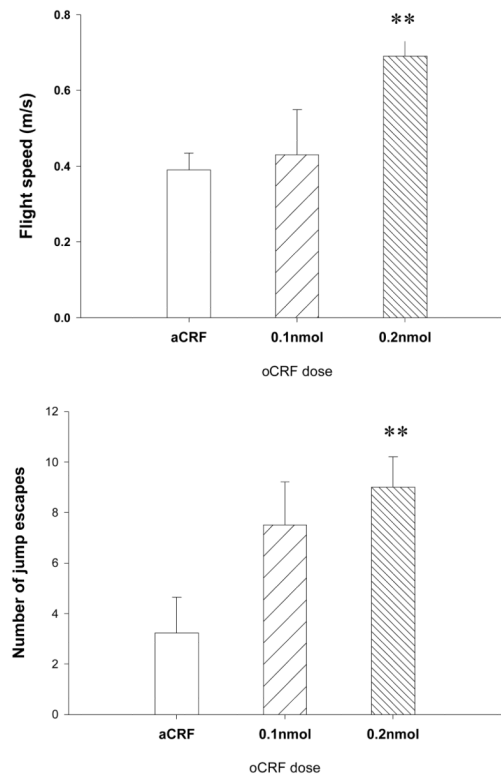 0.8
**
0.6
0.4
0.2
0.0
Flight speed (m/s)
aCRF 0.1nmol 0.2nmol
oCRF dose
12
**
10
8
6
4
2
0
Number of jump escapes
aCRF 0.1nmol 0.2nmol
oCRF dose